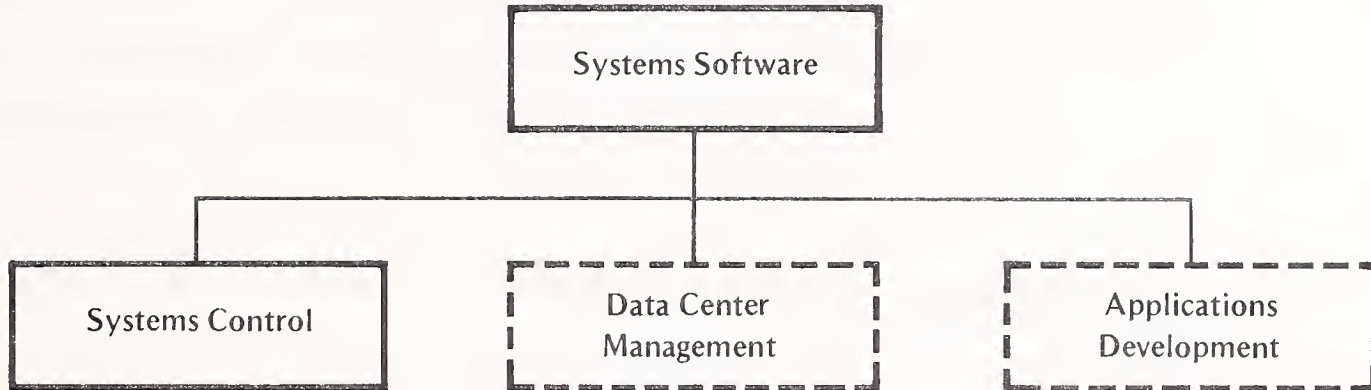 Systems Software
Systems Control
Data Center
Management
Applications
Development